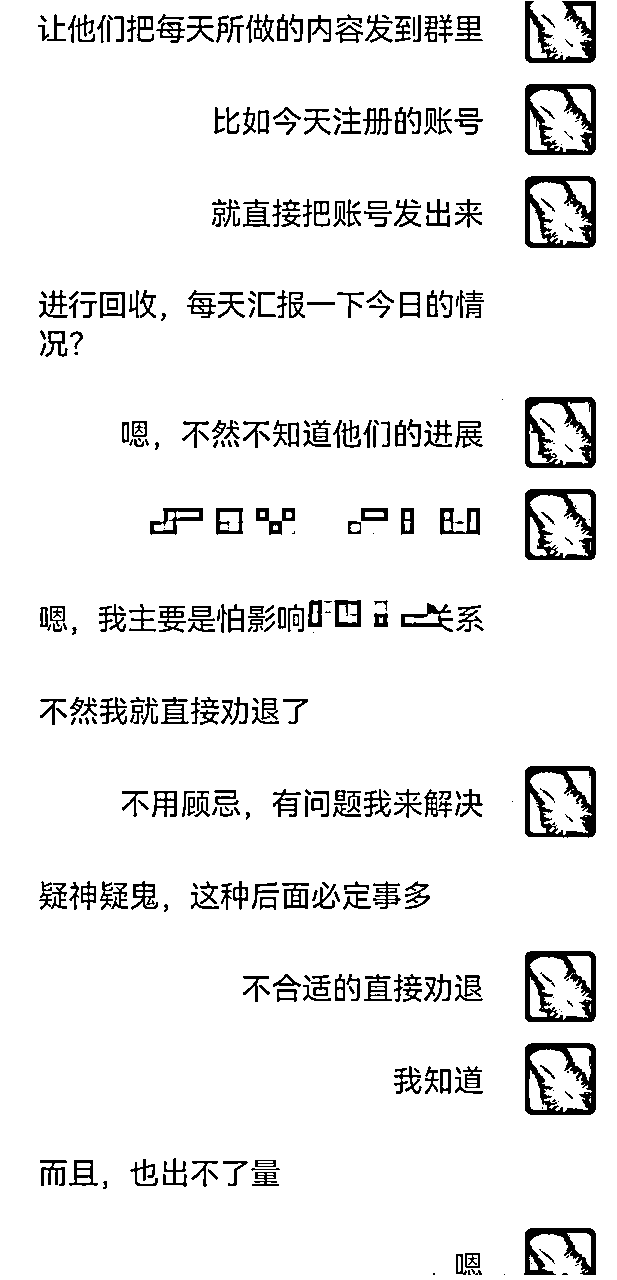 让他们把每天所做的内容发到群里
比如今天注册的账号
就直接把账号发出来
进行回收，每天汇报一下今日的情
况？
嗯，不然不知道他们的进展
嗯，我主要是怕影响关系
不然我就直接劝退了
不用顾忌，有问题我来解决
疑神疑鬼，这种后面必定事多
不合适的直接劝退
我知道
而且，也出不了量
嗯